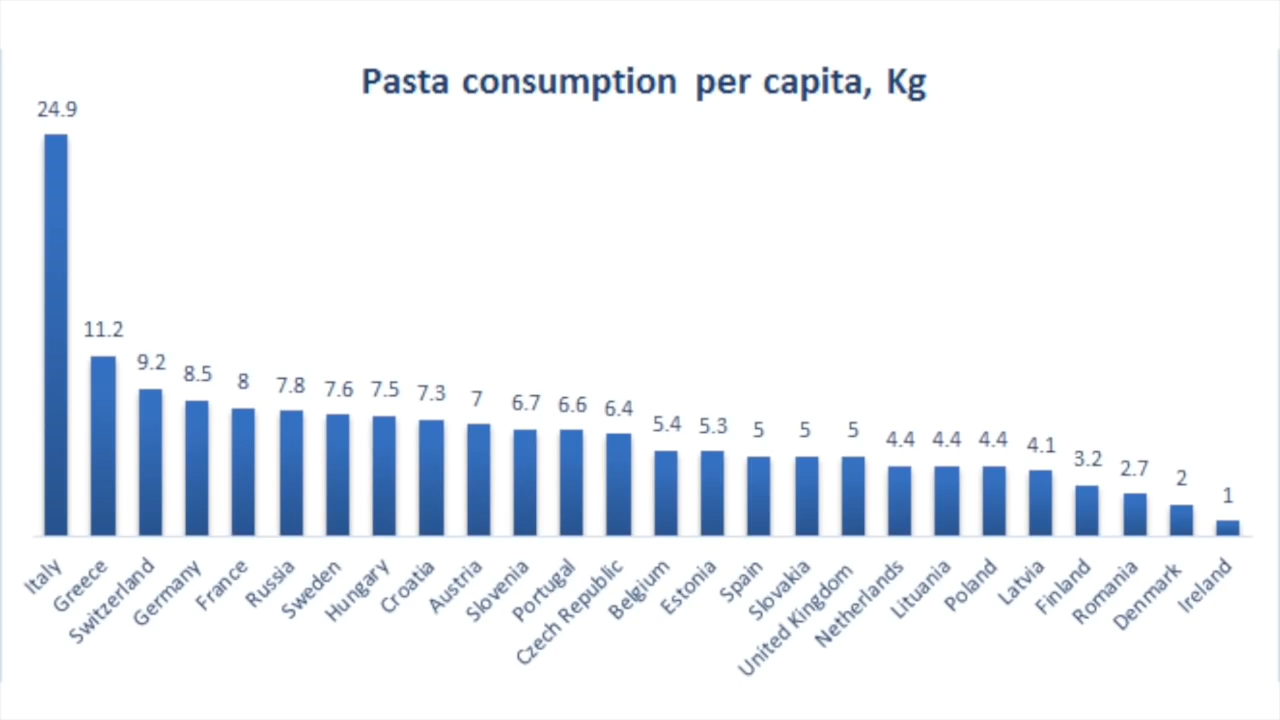 Pasta consumption per capita, Kg
24.9
11.2
9.2
8.5
8
7.8
7.6
7.5
7.3
7
6.7
6.6
6.4
5.4
5.3
5
5
5
4.4
4.4
4.4
4.1
3.2
2.7
2
1
Italy
Greece
Switzerland
Germany
France
Russia
Sweden
Hungary
Croatia
Austria
Slovenia
Portugal
Czech Republic
Belgium
Estonia
Spain
Slovakia
United Kingdom
Netherlands
Lituania
Poland
Latvia
Finland
Romania
Denmark
Ireland